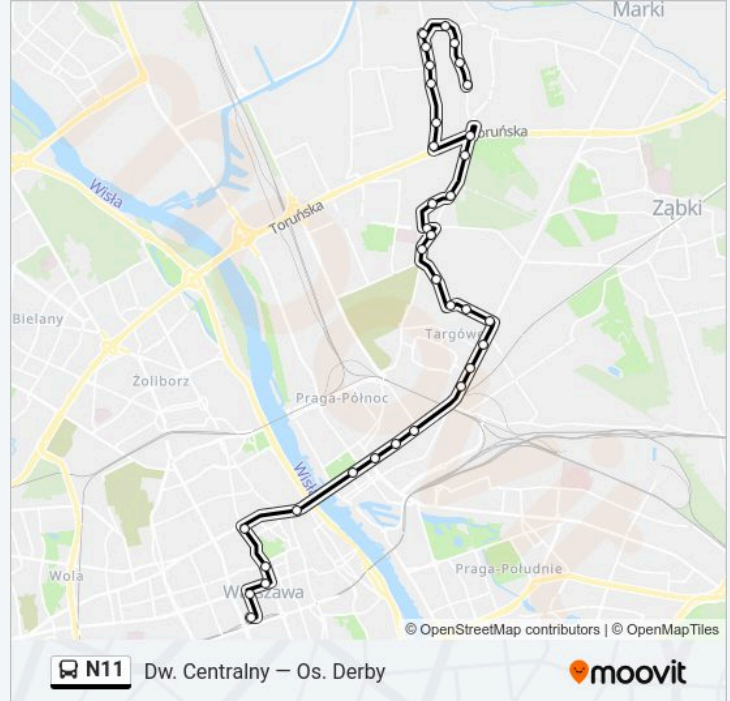 Marki
Toruńska
Wisła
Ząbki
Toruńska
Bielany
Targówek
Żoliborz
Praga-Północ
Wisła
Praga-Południe
Wola
Warszawa
© OpenStreetMap contributors | © OpenMapTiles
N11 Dw. Centralny — Os. Derby
moovit